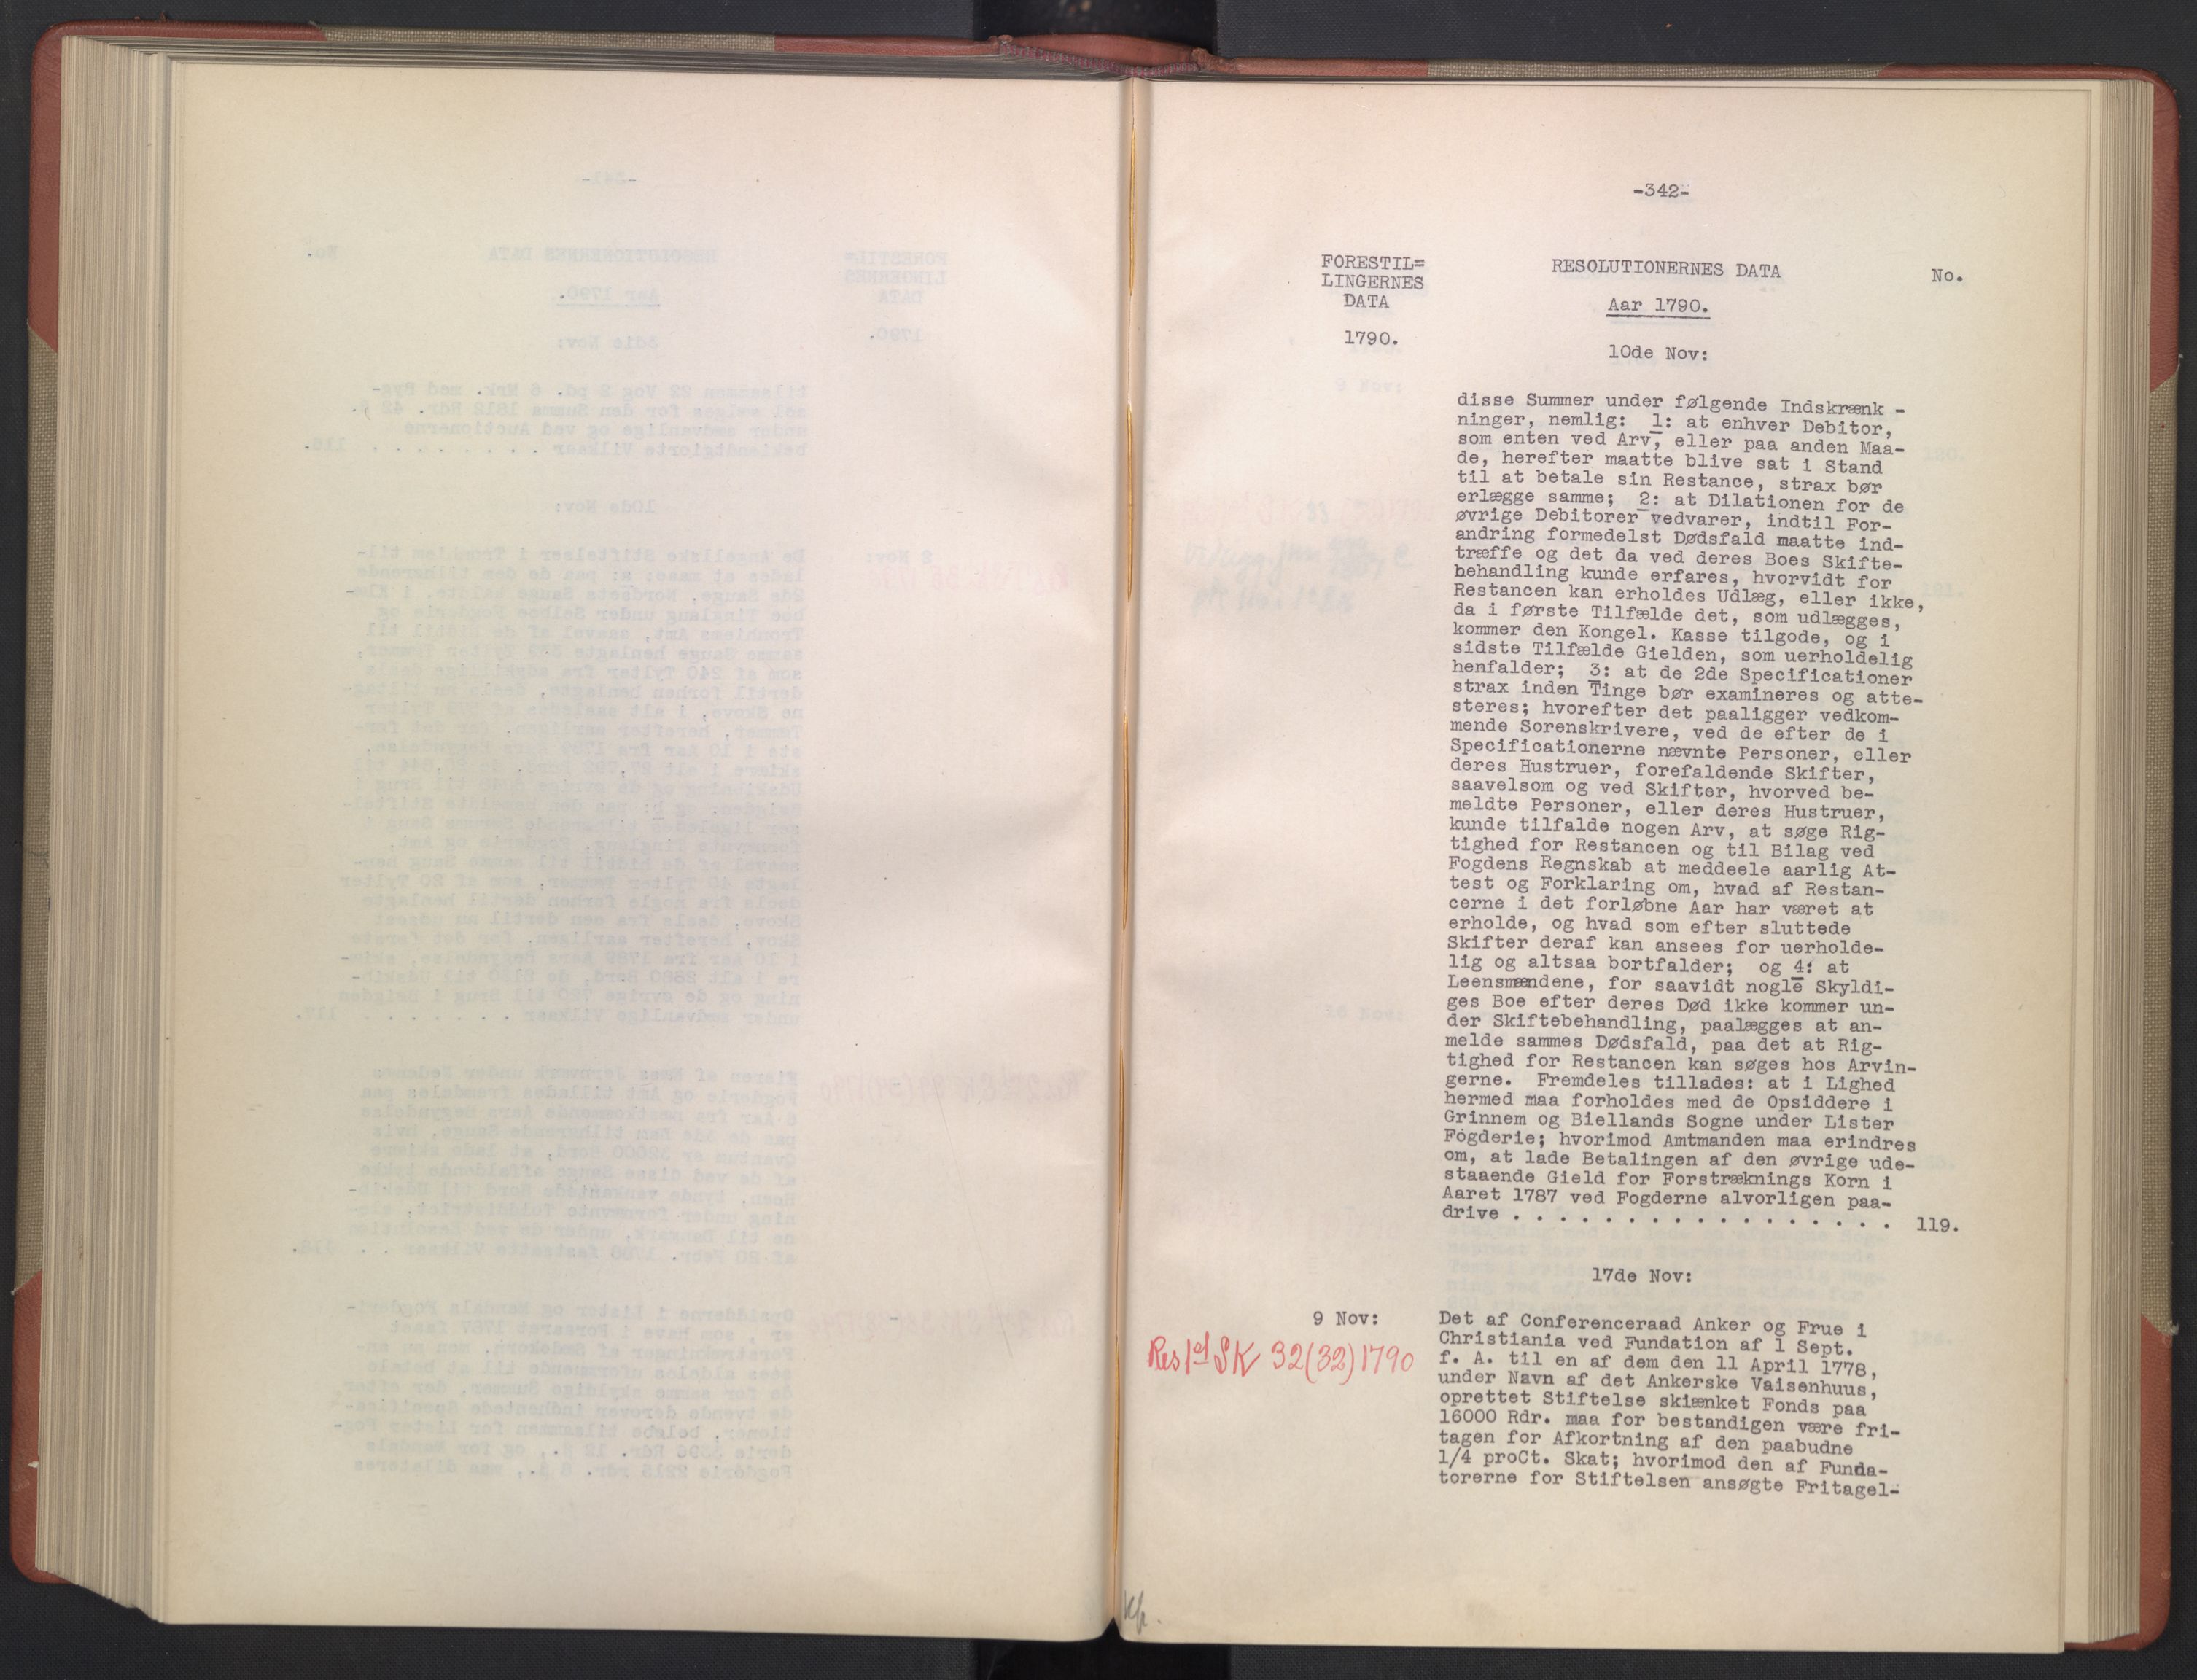 -342-
FORESTIL=
LINGERNES
DATA
RESOLUTIONERNES DATA
No.
Aar 1790.
1790.
10de Nov:
disse Summer under følgende Indskrænk -
ninger, nemlig: 1: at enhver Debitor,
som enten ved Arv, eller paa anden Maa-
de, herefter maatte blive sat i Stand
til at betale sin Restance, strax bør
erlægge samme; 2: at Dilationen for de
øvrige Debitorer vedvarer, indtil For-
andring formedelst Dødsfald maatte ind-
træffe og det da ved deres Boes Skifte-
behandling kunde erfares, hvorvidt for
Restancen kan erholdes Udlæg, eller ikke,
da i første Tilfælde det, som udlægges,
kommer den Kongel. Kasse tilgode, og i
sidste Tilfælde Gielden, som uerholdelig
henfalder; 3: at de 2de Specificationer
strax inden Tinge bør examineres og atte-
steres; hvorefter det paaligger vedkom-
mende Sorenskrivere, ved de efter de i
Specificationerne nævnte Personer, eller
deres Hustruer, forefaldende Skifter,
saavelsom og ved Skifter, hvorved be-
meldte Personer, eller deres Hustruer,
kunde tilfalde nogen Arv, at søge Rig-
tighed for Restancen og til Bilag ved
Fogdens Regnskab at meddeele aarlig At-
test og Forklaring om, hvad af Restan-
cerne i det forløbne Aar har været at
erholde, og hvad som efter sluttede
Skifter deraf kan ansees for uerholde-
lig og altsaa bortfalder; og 4: at
Leensmændene, for saavidt nogle Skyldi-
ges Boe efter deres Død ikke kommer un-
der Skiftebehandling, paalægges at an-
melde sammes Dødsfald, paa det at Rig-
tighed for Restancen kan søges hos Arvin-
gerne. Fremdeles tillades: at i Lighed
hermed maa forholdes med de Opsiddere i
Grinnem og Biellands Sogne under Lister
Fogderie; hvorimod Amtmanden maa erindres
om, at lade Betalingen af den øvrige ude-
staaende Gield for Forstræknings Korn i
Aaret 1787 ved Fogderne alvorligen paa-
drive . . . . . . . . . . . . . . . . . 119.
17de Nov:
9 Nov:
Res 1st SK 32(32) 1790
Det af Conferenceraad Anker og Frue i
Christiania ved Fundation af 1 Sept.
f. A. til en af dem den 11 April 1778,
under Navn af det Ankerske Vaisenhuus,
oprettet Stiftelse skiænket Fonds paa
16000 Rdr. maa for bestandigen være fri-
tagen for Afkortning af den paabudne
1/4 proCt. Skat; hvorimod den af Funda-
torerne for Stiftelsen ansøgte Fritagel-